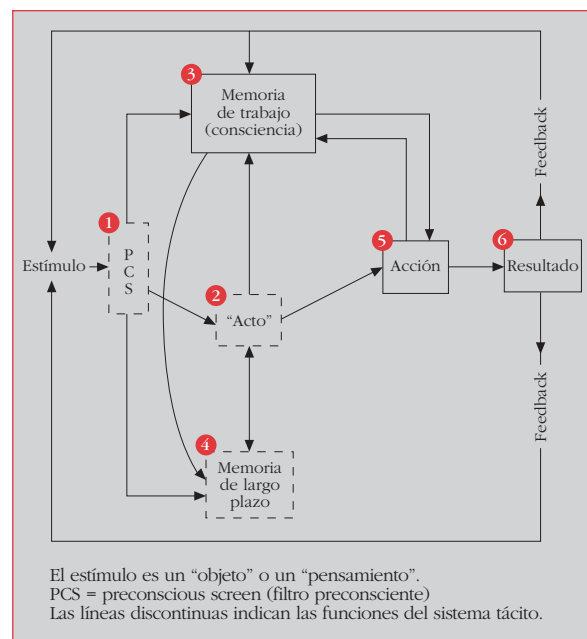 3
Memoria
de trabajo
(consciencia)
Feedback
1
P
C
S
Estímulo
5
Acción
6
Resultado
2
“Acto”
Feedback
4
Memoria
de largo
plazo
El estímulo es un “objeto” o un “pensamiento”.
PCS = preconscious screen (filtro preconsciente)
Las líneas discontinuas indican las funciones del sistema tácito.